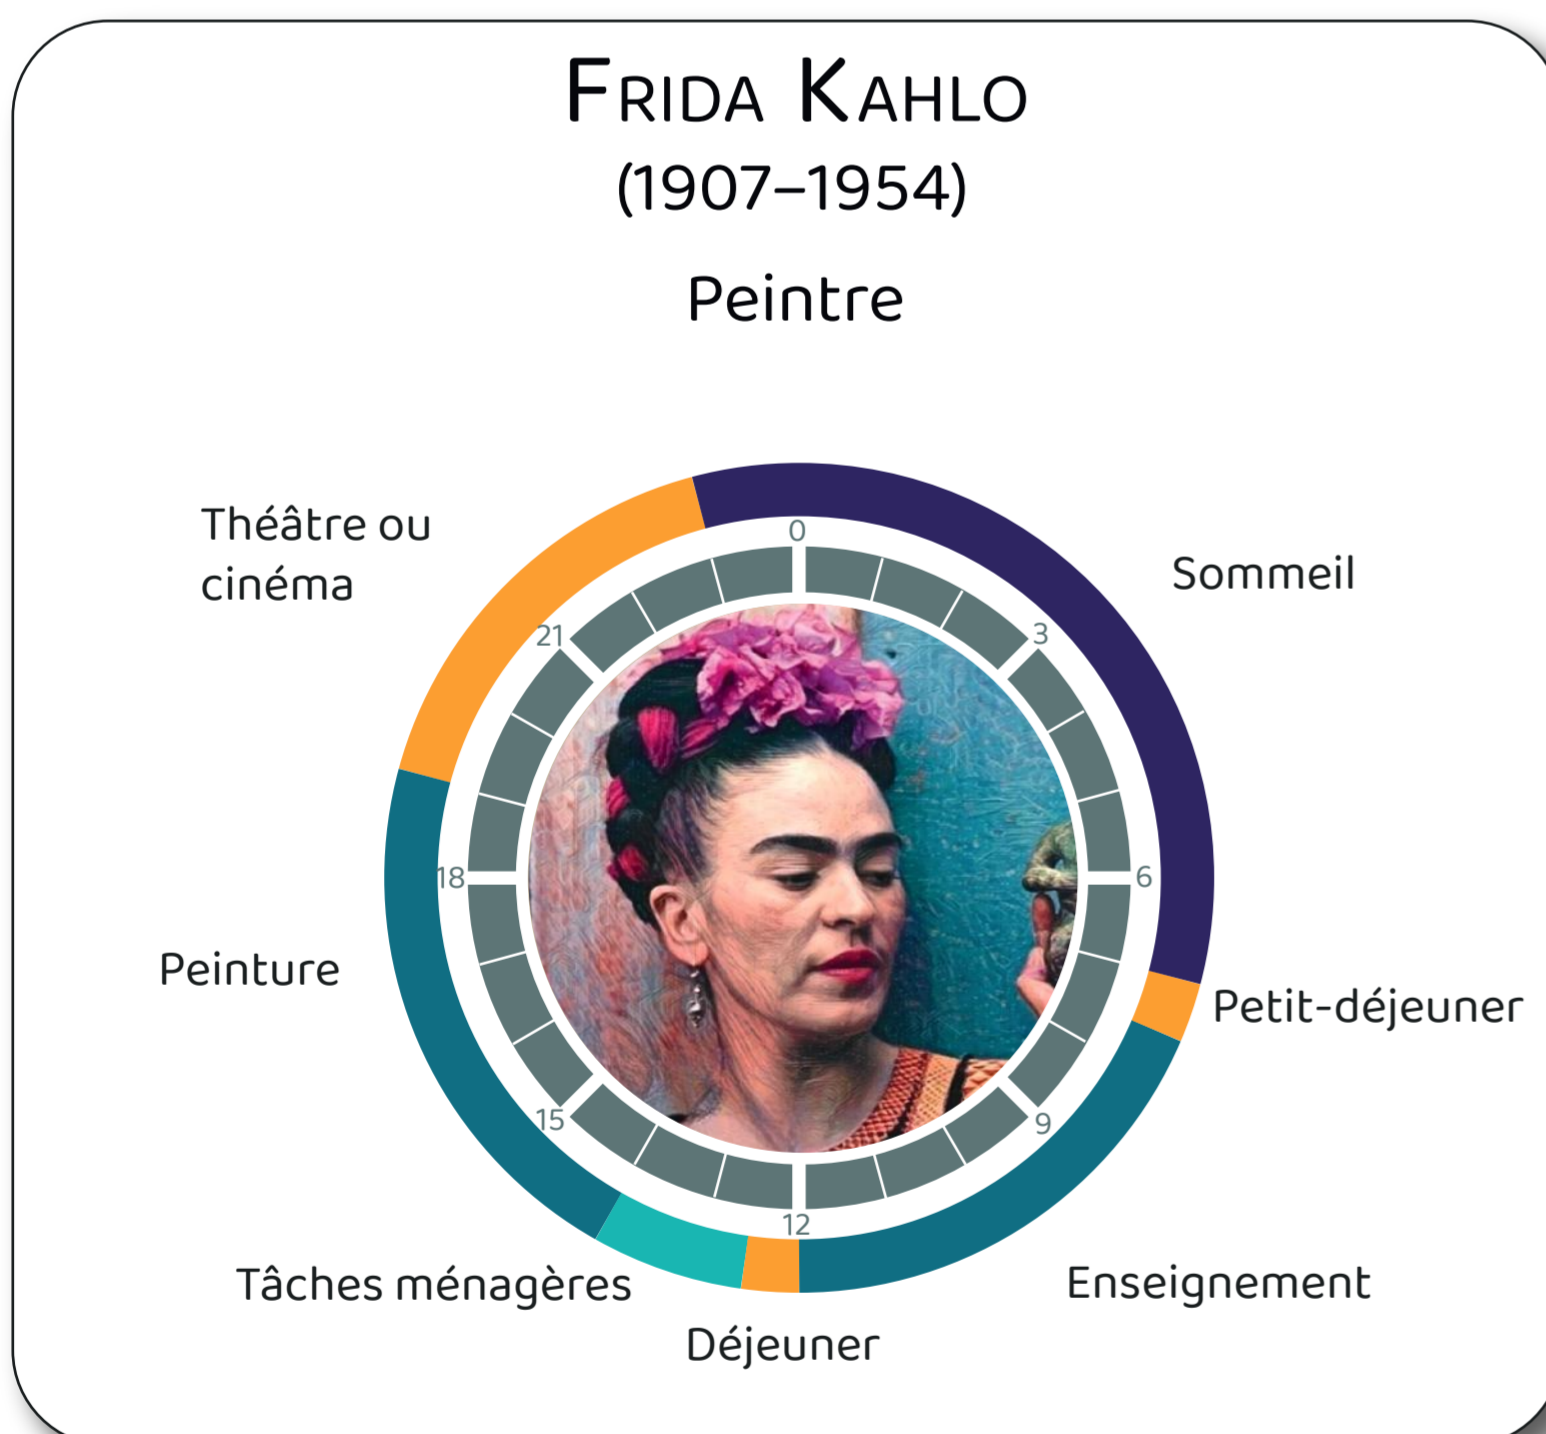 Frida Kahlo
(1907–1954)
Peintre
Théâtre ou
cinéma
Sommeil
0
21
3
18
6
Peinture
Petit-déjeuner
15
9
12
Tâches ménagères
Enseignement
Déjeuner